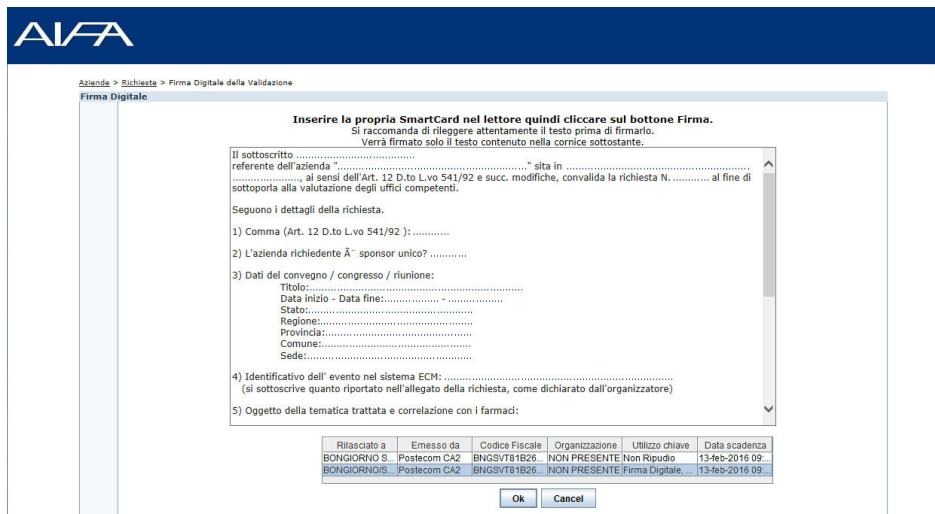 AIFA
Aziende > Richieste > Firma Digitale della Validazione
Firma Digitale
Inserire la propria SmartCard nel lettore quindi cliccare sul bottone Firma.
Si raccomanda di rileggere attentamente il testo prima di firmarlo.
Verrà firmato solo il testo contenuto nella cornice sottostante.
Il sottoscritto ........................................
referente dell'azienda "................................................................" sita in ..............................................................
......................., ai sensi dell'Art. 12 D.to L.vo 541/92 e succ. modifiche, convalida la richiesta N. ............ al fine di
sottoporla alla valutazione degli uffici competenti.
Seguono i dettagli della richiesta.
1) Comma (Art. 12 D.to L.vo 541/92 ): ............
2) L'azienda richiedente Ã¨ sponsor unico? ............
3) Dati del convegno / congresso / riunione:
Titolo:........................................................................
Data inizio - Data fine:................... - ..................
Stato:.......................................................
Regione:...................................................
Provincia:.................................................
Comune:..................................................
Sede:.......................................................
4) Identificativo dell' evento nel sistema ECM: .............................................................................
(si sottoscrive quanto riportato nell'allegato della richiesta, come dichiarato dall'organizzatore)
5) Oggetto della tematica trattata e correlazione con i farmaci:
Rilasciato a Emesso da Codice Fiscale Organizzazione Utilizzo chiave Data scadenza
BONGIORNO S... Postecom CA2 BNGSVT81B26... NON PRESENTE Non Ripudio 13-feb-2016 09:...
BONGIORNO/S... Postecom CA2 BNGSVT81B26... NON PRESENTE Firma Digitale, ... 13-feb-2016 09:...
Ok Cancel